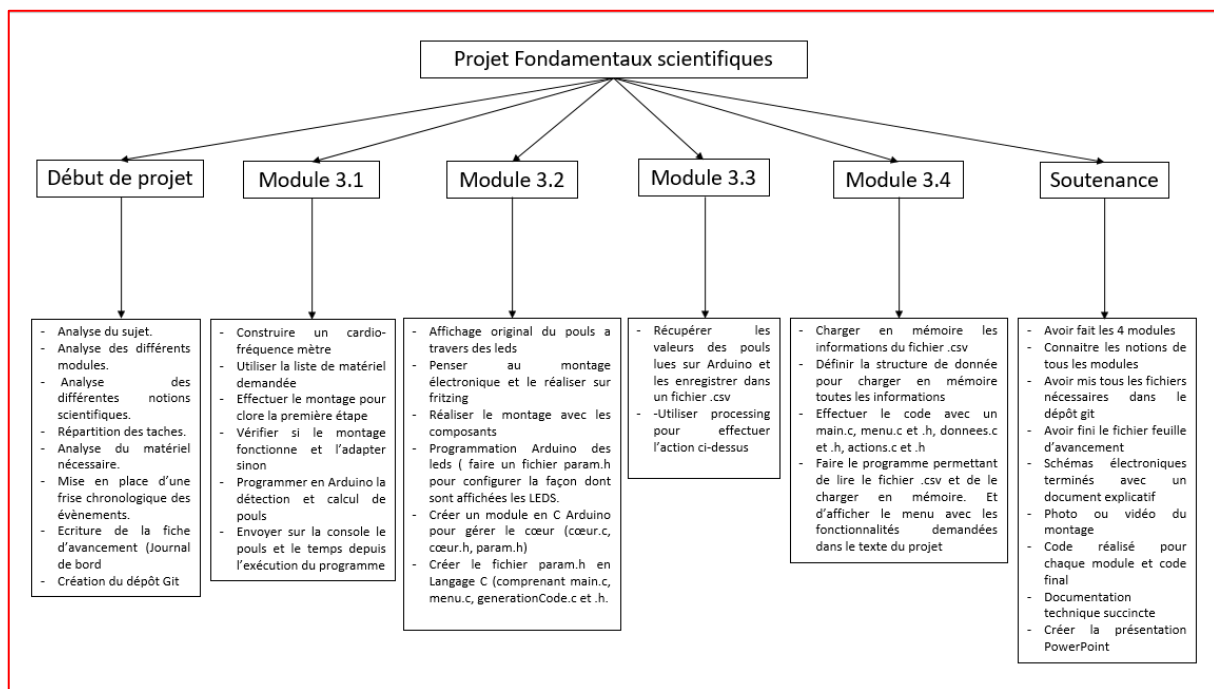 Projet Fondamentaux scientifiques
Début de projet
Module 3.1
Module 3.2
Module 3.3
Module 3.4
Soutenance
- Analyse du sujet.
- Analyse des différents
modules.
- Analyse des
différentes notions
scientifiques.
- Répartition des taches.
- Analyse du matériel
nécessaire.
- Mise en place d'une
frise chronologique des
évènements.
- Ecriture de la fiche
d'avancement (Journal
de bord
- Création du dépôt Git
- Construire un cardio-
fréquence mètre
- Utiliser la liste de matériel
demandée
- Effectuer le montage pour
clore la première étape
- Vérifier si le montage
fonctionne et l'adapter
sinon
- Programmer en Arduino la
détection et calcul de
pouls
- Envoyer sur la console le
pouls et le temps depuis
l'exécution du programme
- Affichage original du pouls a
travers des leds
- Penser au montage
électronique et le réaliser sur
fritzing
- Réaliser le montage avec les
composants
- Programmation Arduino des
leds ( faire un fichier param.h
pour configurer la façon dont
sont affichées les LEDS.
- Créer un module en C Arduino
pour gérer le cœur (cœur.c,
cœur.h, param.h)
- Créer le fichier param.h en
Langage C (comprenant main.c,
menu.c, generationCode.c et .h.
- Récupérer les
valeurs des pouls
lues sur Arduino et
les enregistrer dans
un fichier .csv
- -Utiliser processing
pour effectuer
l'action ci-dessus
- Charger en mémoire les
informations du fichier .csv
- Définir la structure de donnée
pour charger en mémoire
toutes les informations
- Effectuer le code avec un
main.c, menu.c et .h, donnees.c
et .h, actions.c et .h
- Faire le programme permettant
de lire le fichier .csv et de le
charger en mémoire. Et
d'afficher le menu avec les
fonctionnalités demandées
dans le texte du projet
- Avoir fait les 4 modules
- Connaitre les notions de
tous les modules
- Avoir mis tous les fichiers
nécessaires dans le
dépôt git
- Avoir fini le fichier feuille
d'avancement
- Schémas électroniques
terminés avec un
document explicatif
- Photo ou vidéo du
montage
- Code réalisé pour
chaque module et code
final
- Documentation
technique succincte
- Créer la présentation
PowerPoint